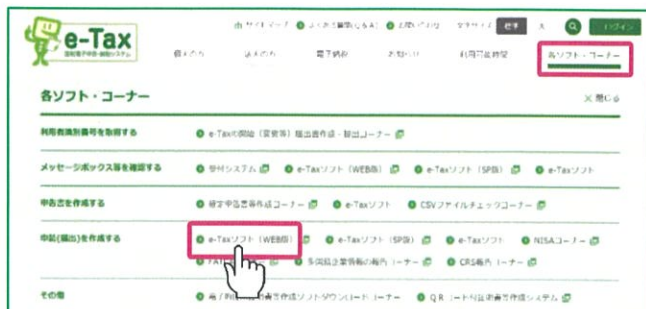 サイトマップ よくある質問(Q&A) お問い合わせ 文字サイズ 標準 大 ログイン
e-Tax
国税電子申告・納税システム
個人の方 法人の方 電子納税 お知らせ 利用可能時間 各ソフト・コーナー
各ソフト・コーナー
閉じる
利用者識別番号を取得する e-Taxの開始(変更等)届出書作成・提出コーナー
メッセージボックス等を確認する 受付システム e-Taxソフト(WEB版) e-Taxソフト(SP版) e-Taxソフト
申告書を作成する 確定申告書等作成コーナー e-Taxソフト CSVファイルチェックコーナー
申請(届出)を作成する e-Taxソフト(WEB版) e-Taxソフト(SP版) e-Taxソフト NISAコーナー
多国籍企業情報の報告コーナー CRS報告コーナー
その他 QRコード付証明書等作成システム